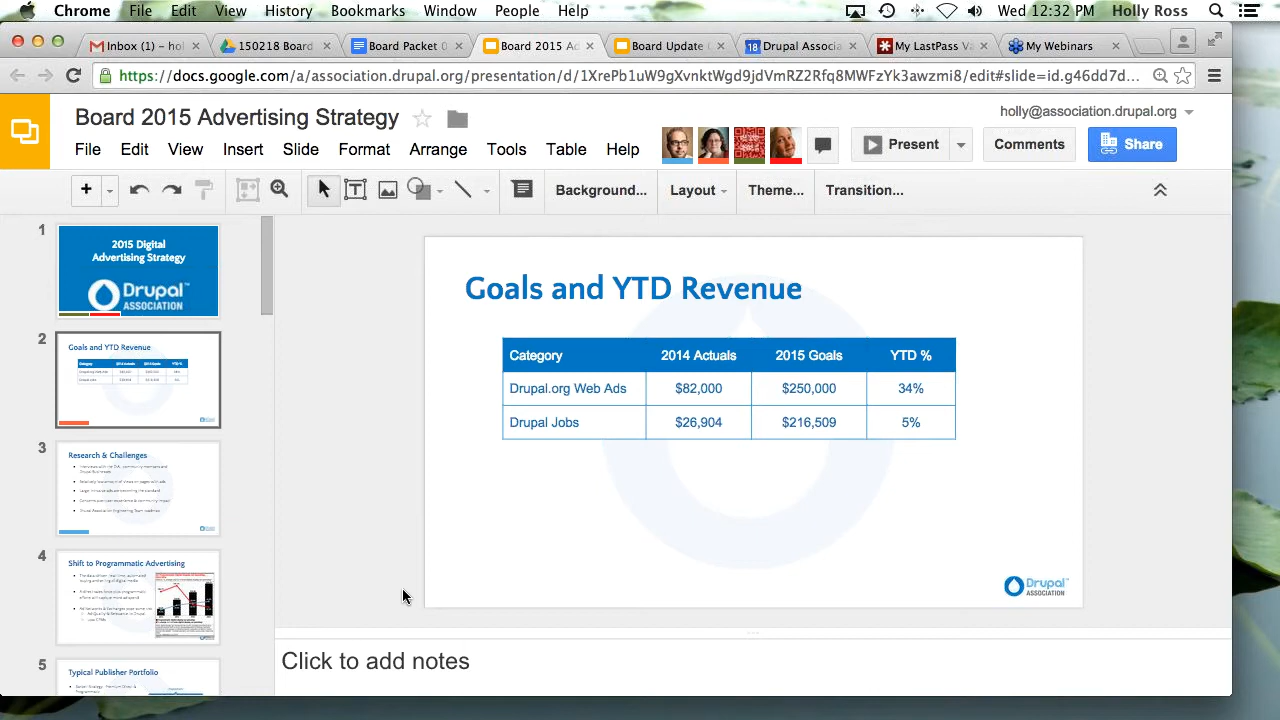 Chrome File Edit View History Bookmarks Window People Help Wed 12:32 PM Holly Ross
Inbox (1) – hol 150218 Board Board Packet 0 Board 2015 Ad Board Update 18 Drupal Associa My LastPass Va My Webinars
https://docs.google.com/a/association.drupal.org/presentation/d/1XrePb1uW9gXvnktWgd9jdVmRZ2Rfq8MWFzYk3awzmi8/edit#slide=id.g46dd7d...
Board 2015 Advertising Strategy
holly@association.drupal.org
File Edit View Insert Slide Format Arrange Tools Table Help
Present Comments Share
Background... Layout Theme... Transition...
1
2015 Digital
Advertising Strategy
Drupal
ASSOCIATION
2
Goals and YTD Revenue
3
Research & Challenges
4
Shift to Programmatic Advertising
5
Typical Publisher Portfolio
Goals and YTD Revenue
Category 2014 Actuals 2015 Goals YTD %
Drupal.org Web Ads $82,000 $250,000 34%
Drupal Jobs $26,904 $216,509 5%
Drupal
ASSOCIATION
Click to add notes